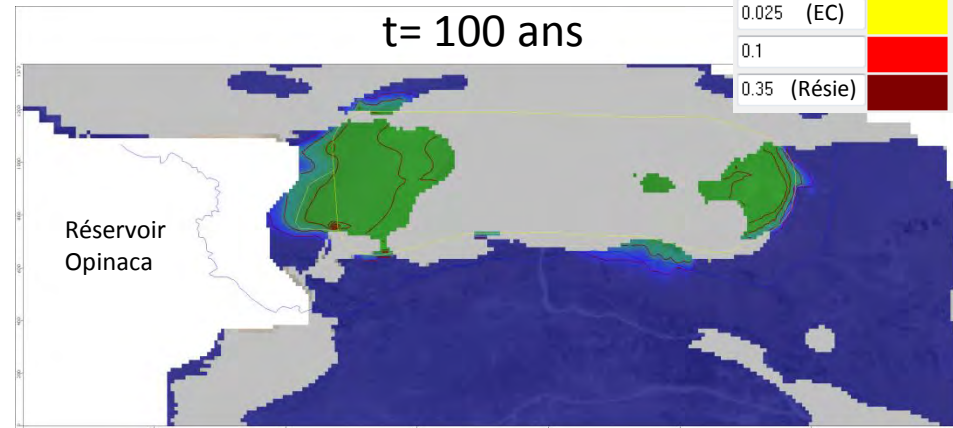 0.025 (EC)
t= 100 ans
0.1
0.35 (Résie)
Réservoir
Opinaca